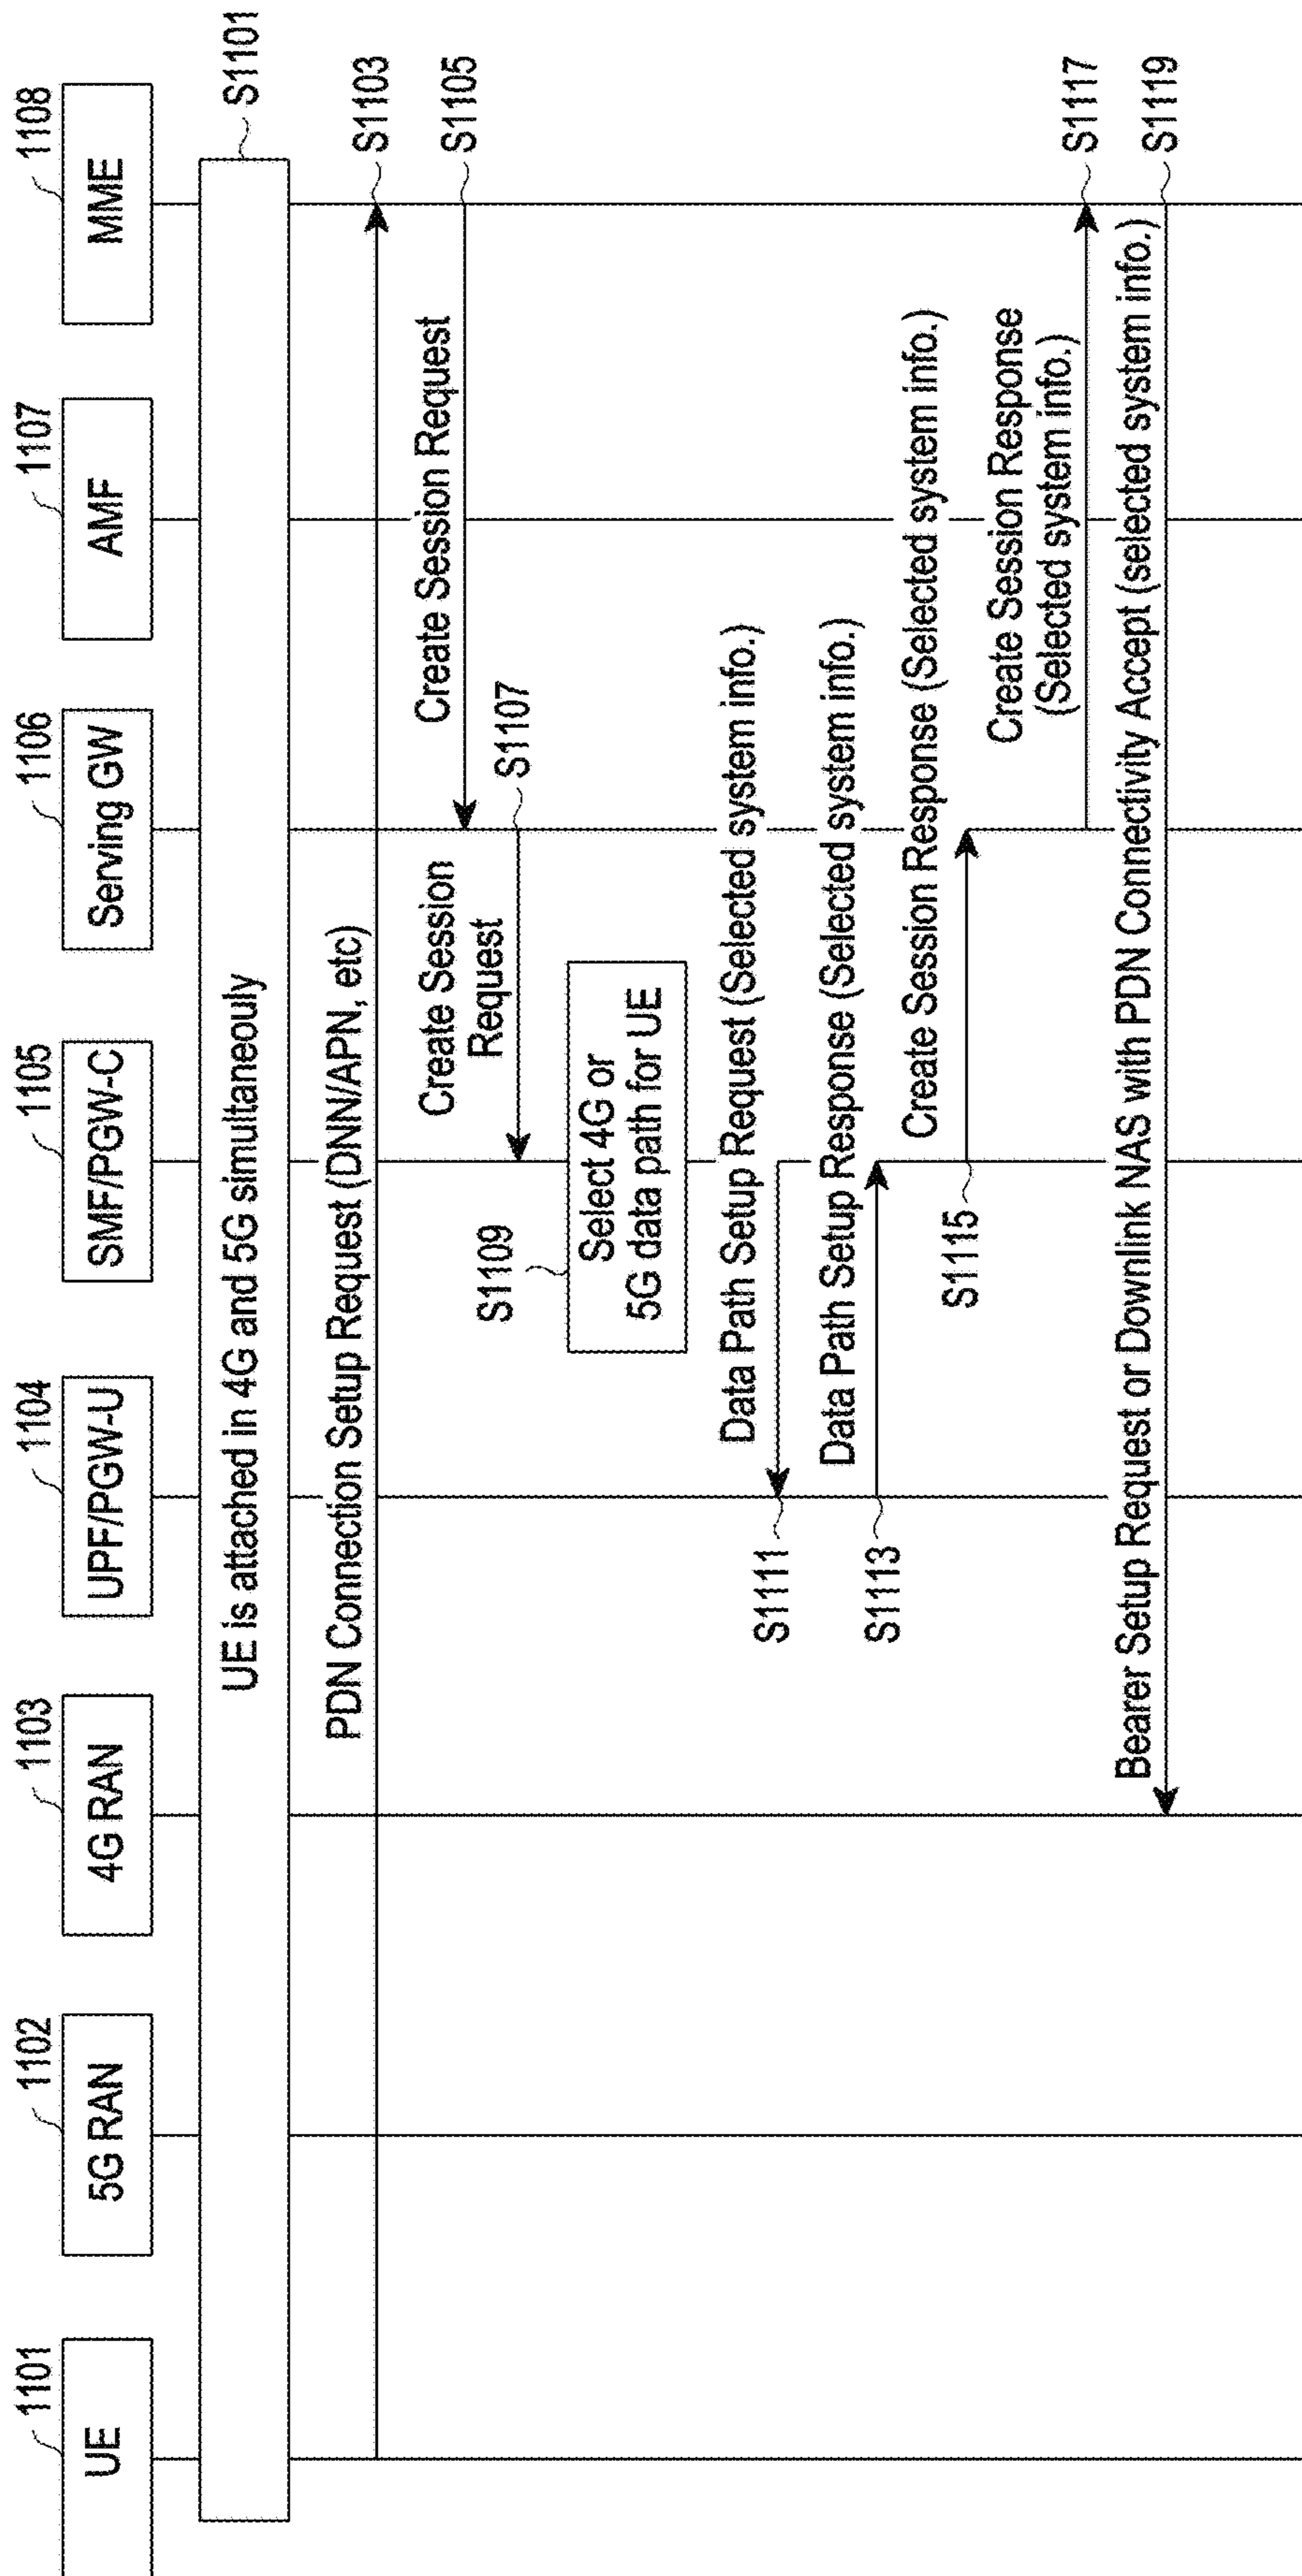 1101
1102
1103
1104
1105
1106
1107
1108
UE
5G RAN
4G RAN
UPF/PGW-U
SMF/PGW-C
Serving GW
AMF
MME
UE is attached in 4G and 5G simultaneouly
S1101
PDN Connection Setup Request (DNN/APN, etc)
S1103
Create Session Request
S1105
Create Session
Request
S1107
S1109
Select 4G or
5G data path for UE
Data Path Setup Request (Selected system info.)
S1111
Data Path Setup Response (Selected system info.)
S1113
Create Session Response (Selected system info.)
S1115
Create Session Response
(Selected system info.)
S1117
Bearer Setup Request or Downlink NAS with PDN Connectivity Accept (selected system info.)
S1119